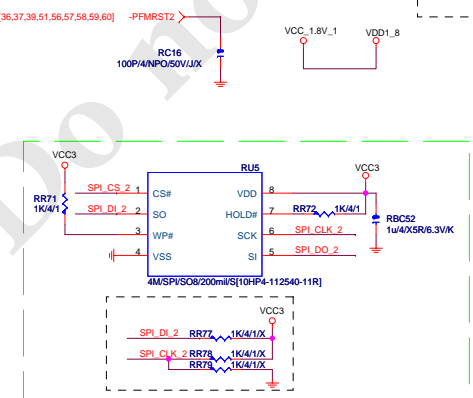 [36,37,39,51,56,57,58,59,60] -PFMRST2
RC16
100P/4/NPO/50V/J/X
VCC_1.8V_1 VDD1_8
Do no
VCC3 RU5 VCC3
RR71
1K/4/1
SPI_CS_2 1 CS# VDD 8
SPI_DI_2 2 SO HOLD# 7 RR72 1K/4/1
3 WP# SCK 6 SPI_CLK_2
4 VSS SI 5 SPI_DO_2
RBC52
1u/4/X5R/6.3V/K
4M/SPI/SO8/200mil/S[10HP4-112540-11R]
VCC3
SPI_DI_2 RR77 1K/4/1/X
SPI_CLK_2 RR78 1K/4/1/X
RR79 1K/4/1/X